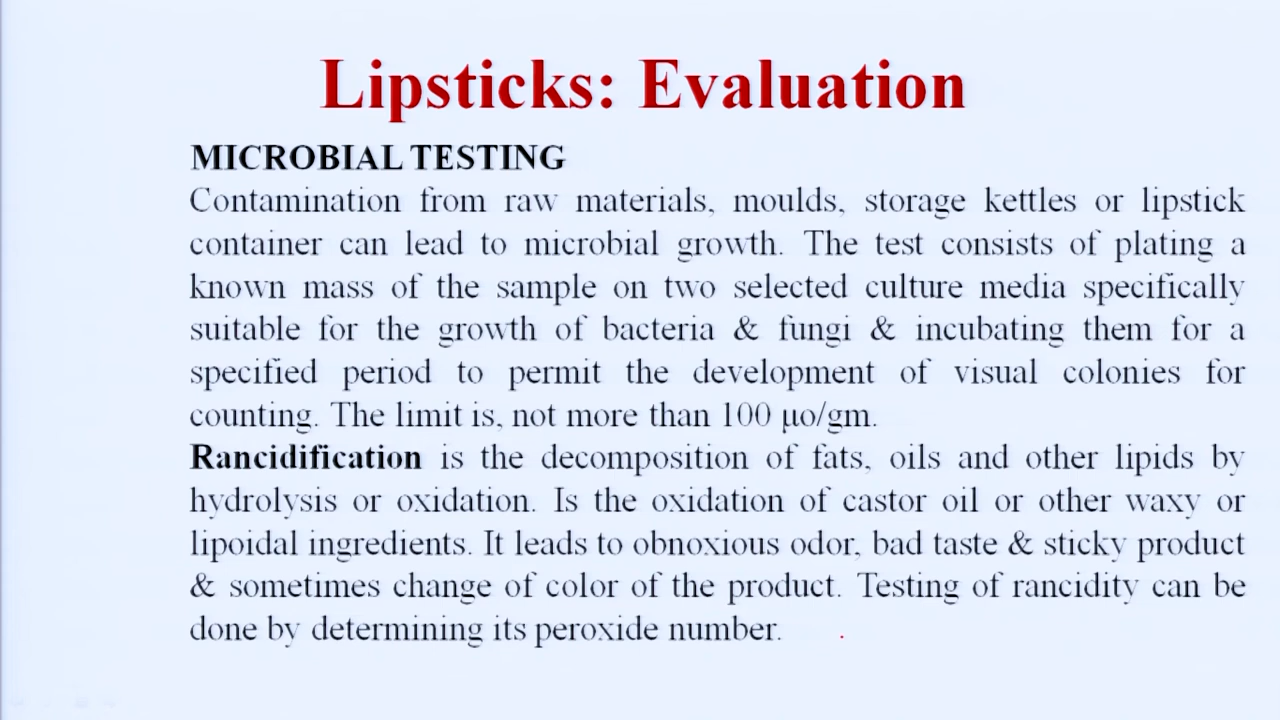 Lipsticks: Evaluation
MICROBIAL TESTING
Contamination from raw materials, moulds, storage kettles or lipstick
container can lead to microbial growth. The test consists of plating a
known mass of the sample on two selected culture media specifically
suitable for the growth of bacteria & fungi & incubating them for a
specified period to permit the development of visual colonies for
counting. The limit is, not more than 100 μo/gm.
Rancidification is the decomposition of fats, oils and other lipids by
hydrolysis or oxidation. Is the oxidation of castor oil or other waxy or
lipoidal ingredients. It leads to obnoxious odor, bad taste & sticky product
& sometimes change of color of the product. Testing of rancidity can be
done by determining its peroxide number.